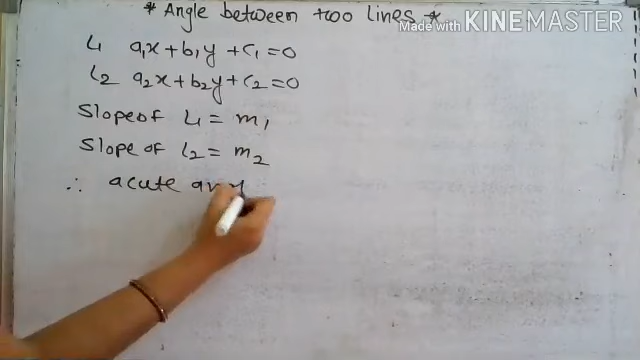 * Angle between two Lines *
Made with KINEMASTER
L1 a1x + b1y + c1 = 0
L2 a2x + b2y + c2 = 0
Slope of L1 = m1
Slope of L2 = m2
∴ acute